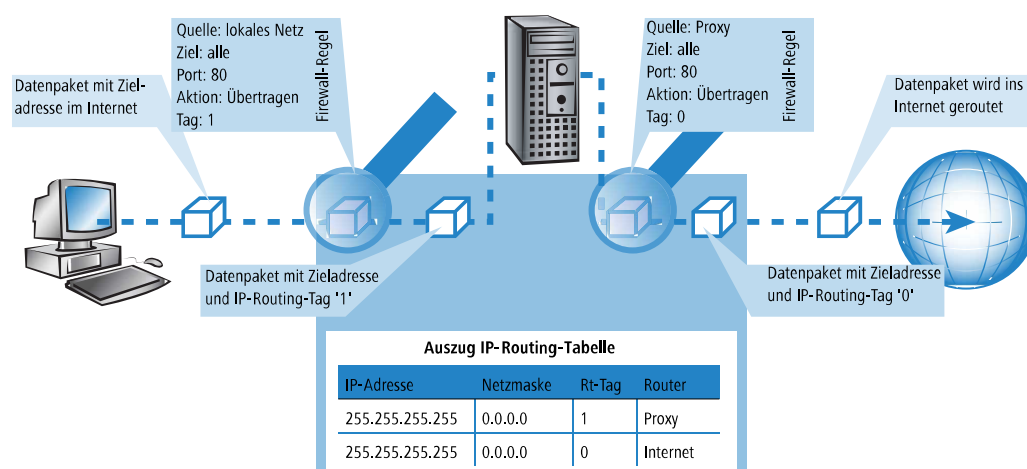 Datenpaket mit Ziel-
adresse im Internet
Quelle: lokales Netz
Ziel: alle
Port: 80
Aktion: Übertragen
Tag: 1
Firewall-Regel
Quelle: Proxy
Ziel: alle
Port: 80
Aktion: Übertragen
Tag: 0
Firewall-Regel
Datenpaket wird ins
Internet geroutet
Datenpaket mit Zieladresse
und IP-Routing-Tag '1'
Datenpaket mit Zieladresse
und IP-Routing-Tag '0'
Auszug IP-Routing-Tabelle
IP-Adresse Netzmaske Rt-Tag Router
255.255.255.255 0.0.0.0 1 Proxy
255.255.255.255 0.0.0.0 0 Internet